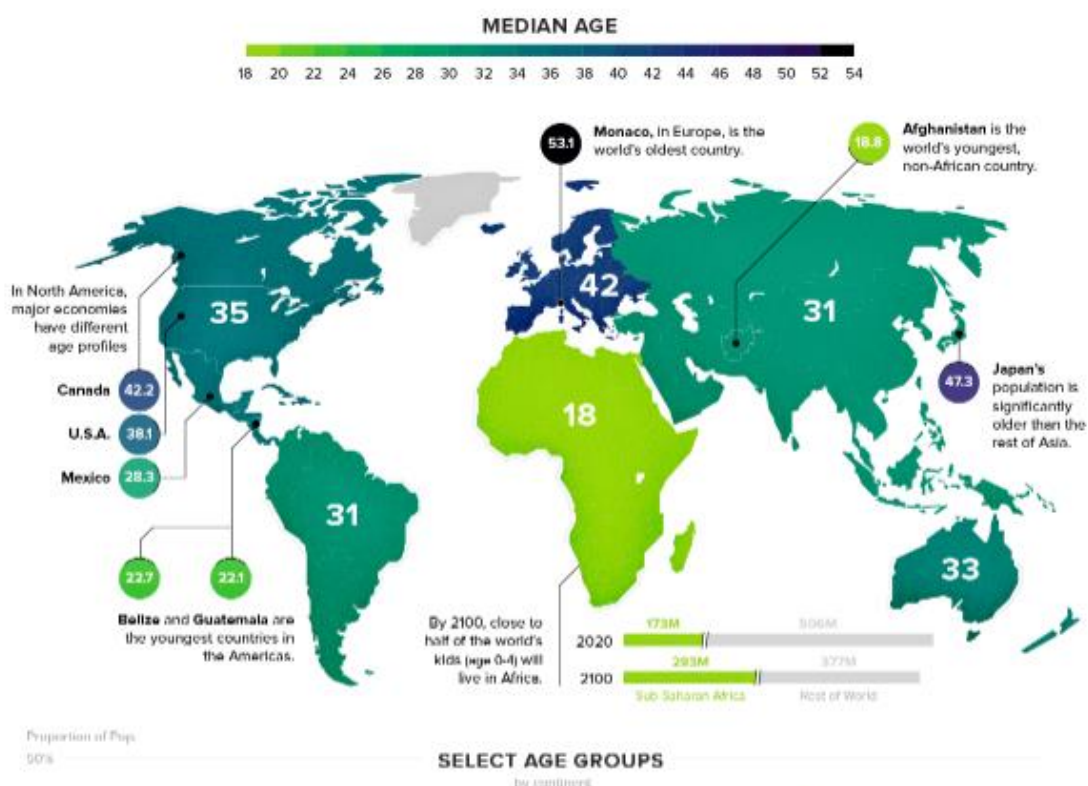 MEDIAN AGE
18 20 22 24 26 28 30 32 34 36 38 40 42 44 46 48 50 52 54
53.1
Monaco, in Europe, is the
world's oldest country.
18.8
Afghanistan is the
world's youngest,
non-African country.
In North America,
major economies
have different
age profiles
35
42
31
Canada 42.2
U.S.A. 38.1
Mexico 28.3
18
47.3
Japan's
population is
significantly
older than the
rest of Asia.
31
33
22.7
22.1
Belize and Guatemala are
the youngest countries in
the Americas.
By 2100, close to
half of the world's
kids (age 0-4) will
live in Africa.
173M 506M
2020
293M 377M
2100
Sub Saharan Africa Rest of World
Proportion of Pop.
50%
SELECT AGE GROUPS
by continent